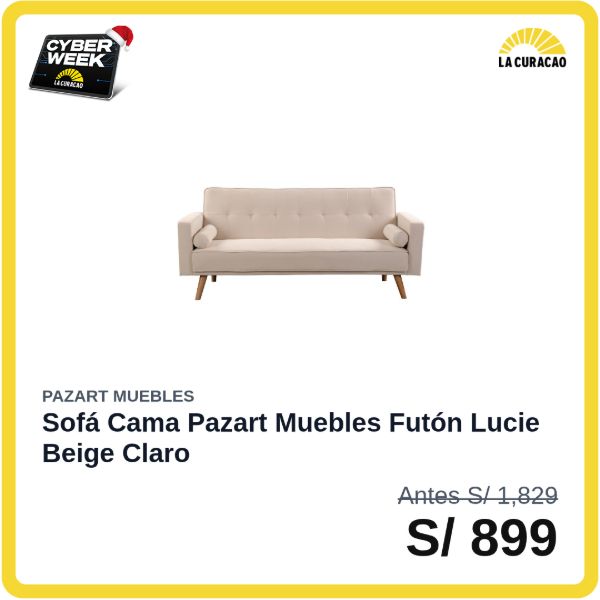 CYBER
WEEK
LA CURACAO
LA CURACAO
PAZART MUEBLES
Sofá Cama Pazart Muebles Futón Lucie
Beige Claro
Antes S/ 1,829
S/ 899